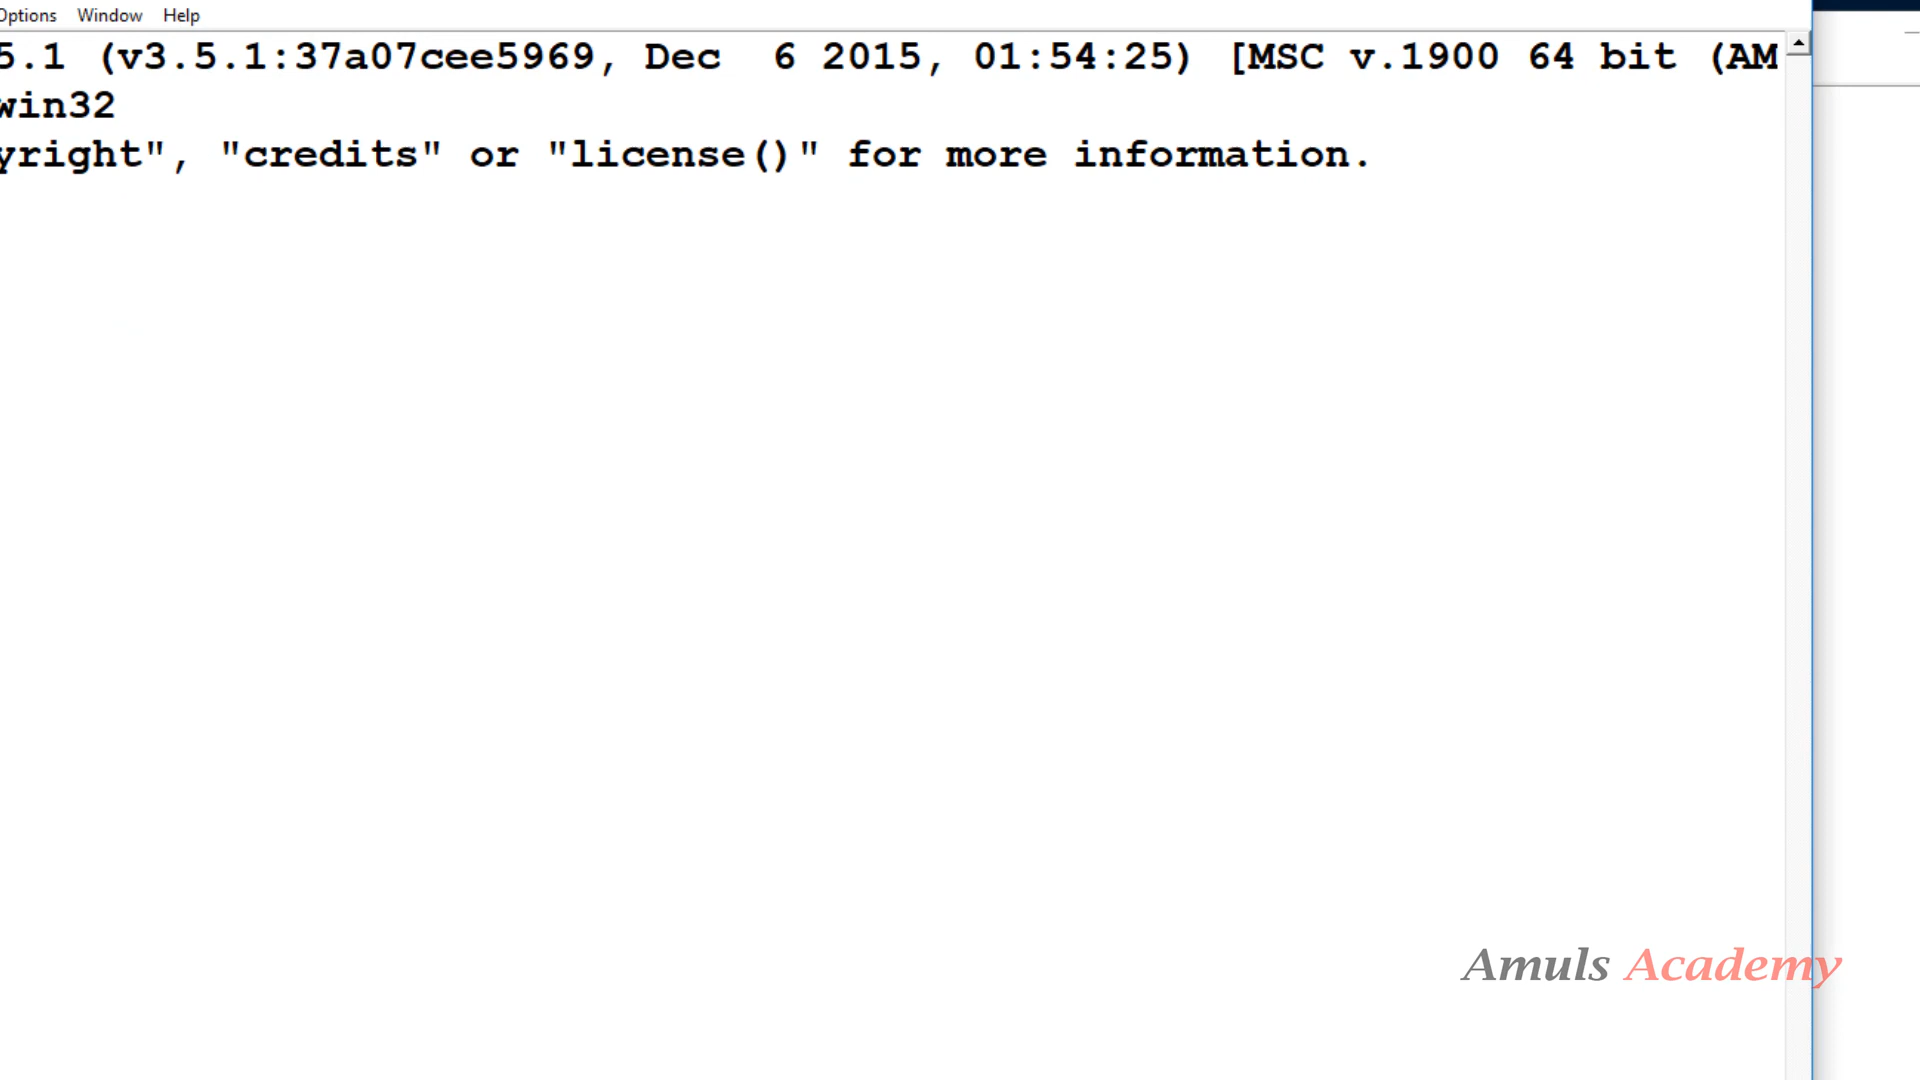 Options Window Help
5.1 (v3.5.1:37a07cee5969, Dec  6 2015, 01:54:25) [MSC v.1900 64 bit (AM
win32
yright", "credits" or "license()" for more information.
Amuls Academy